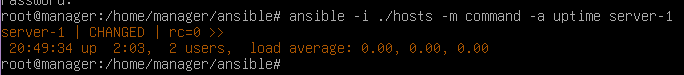 root@manager:/home/manager/ansible# ansible -i ./hosts -m command -a uptime server-1
server-1 | CHANGED | rc=0 >>
 20:49:34 up  2:03,  2 users,  load average: 0.00, 0.00, 0.00
root@manager:/home/manager/ansible#